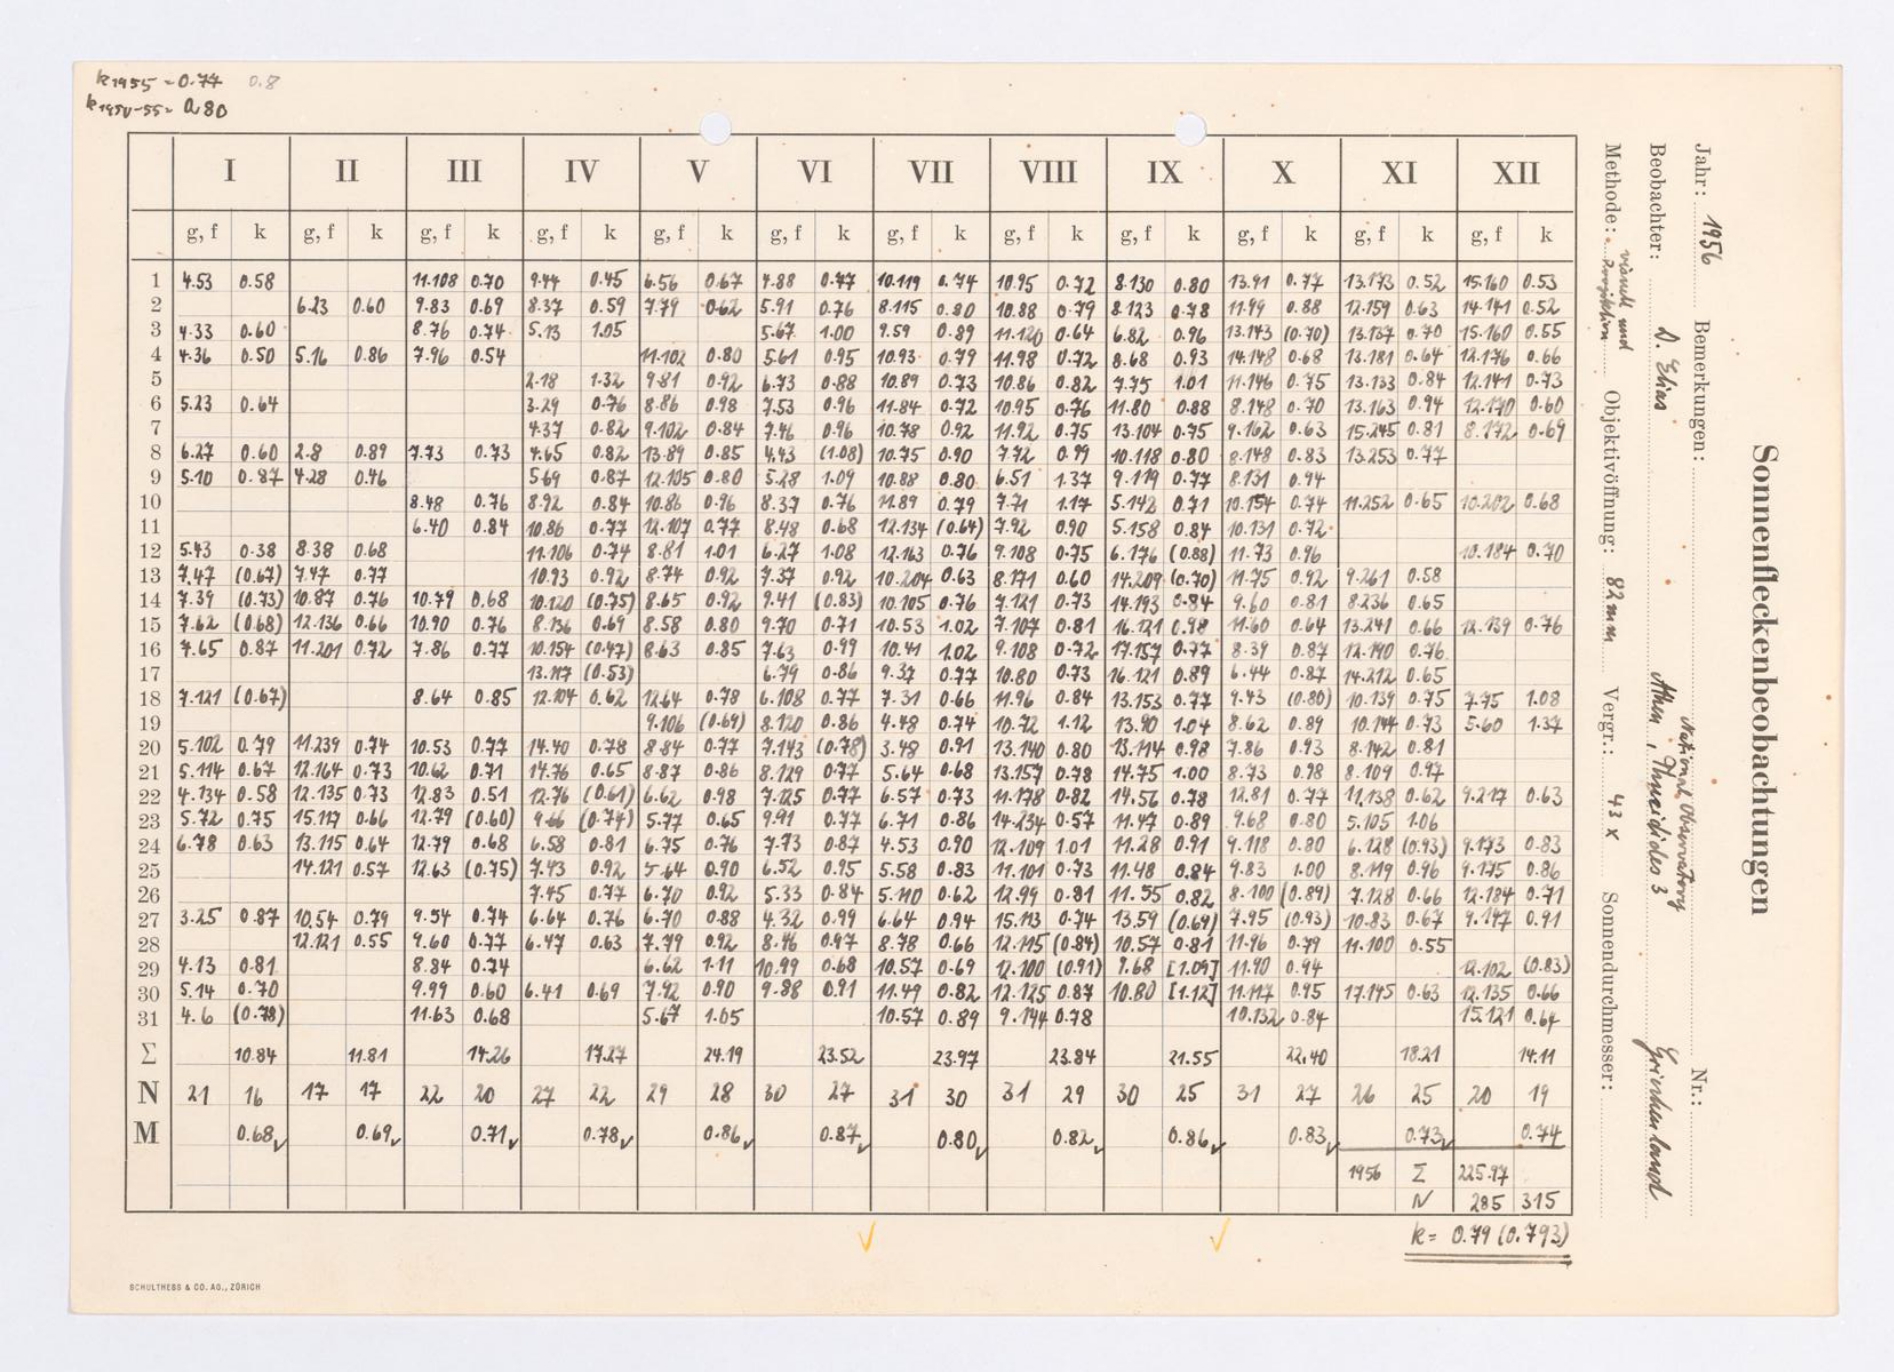 k1955 = 0.77 0.8
k1950-55 = 0.80
I II III IV V VI VII VIII IX X XI XII
g, f k g, f k g, f k g, f k g, f k g, f k g, f k g, f k g, f k g, f k g, f k g, f k
1 4.53 0.58 11.108 0.70 9.44 0.45 6.56 0.67 4.88 0.77 10.119 0.74 10.95 0.72 8.130 0.80 13.91 0.77 13.173 0.52 15.160 0.53
2 6.23 0.60 9.83 0.69 8.37 0.59 7.79 0.62 5.91 0.76 8.115 0.80 10.88 0.79 8.123 0.78 11.99 0.88 12.159 0.63 14.141 0.52
3 4.33 0.60 8.76 0.74 5.13 1.05 5.67 1.00 9.59 0.89 11.120 0.64 6.82 0.96 13.143 (0.70) 13.137 0.70 15.160 0.55
4 4.36 0.50 5.16 0.86 7.96 0.54 11.102 0.80 5.61 0.95 10.93 0.79 11.98 0.72 8.68 0.93 14.148 0.68 13.181 0.64 12.176 0.66
5 2.18 1.32 9.81 0.92 6.73 0.88 10.89 0.73 10.86 0.82 7.75 1.01 11.146 0.75 13.133 0.84 12.141 0.73
6 5.23 0.64 3.29 0.76 8.86 0.98 7.53 0.96 11.84 0.72 10.95 0.76 11.80 0.88 8.148 0.70 13.163 0.94 12.170 0.60
7 4.37 0.82 9.102 0.84 7.46 0.96 10.78 0.92 11.92 0.75 13.104 0.75 9.162 0.63 15.245 0.81 8.172 0.69
8 6.27 0.60 2.8 0.89 7.73 0.73 4.65 0.82 13.89 0.85 4.43 (1.08) 10.75 0.90 7.72 0.99 10.118 0.80 8.148 0.83 13.253 0.77
9 5.10 0.87 4.28 0.46 5.69 0.87 12.105 0.80 5.28 1.09 10.88 0.80 6.51 1.37 9.119 0.77 8.131 0.94
10 8.48 0.76 8.92 0.84 10.86 0.96 8.37 0.76 11.89 0.79 7.71 1.17 5.142 0.71 10.154 0.74 11.252 0.65 10.202 0.68
11 6.40 0.84 10.86 0.77 12.107 0.77 8.48 0.68 12.134 (0.64) 7.92 0.90 5.158 0.84 10.131 0.72
12 5.43 0.38 8.38 0.68 11.106 0.74 8.81 1.01 6.27 1.08 12.163 0.76 9.108 0.75 6.176 (0.88) 11.73 0.96 10.184 0.70
13 7.47 (0.67) 7.47 0.77 10.93 0.92 8.74 0.92 7.37 0.92 10.204 0.63 8.171 0.60 14.209 (0.70) 11.75 0.92 9.261 0.58
14 7.39 (0.73) 10.87 0.76 10.79 0.68 10.120 (0.75) 8.65 0.92 9.41 (0.83) 10.105 0.76 7.121 0.73 14.193 0.84 9.60 0.81 8.236 0.65
15 7.62 (0.68) 12.136 0.66 10.90 0.76 8.136 0.69 8.58 0.80 9.70 0.71 10.53 1.02 7.107 0.81 16.121 0.98 11.60 0.64 13.241 0.66 12.139 0.76
16 7.65 0.87 11.201 0.72 7.86 0.77 10.154 (0.47) 8.63 0.85 7.63 0.99 10.41 1.02 9.108 0.72 17.157 0.77 8.39 0.87 12.190 0.76
17 13.117 (0.53) 6.79 0.86 9.37 0.77 10.80 0.73 16.121 0.89 6.44 0.87 14.212 0.65
18 7.121 (0.67) 8.64 0.85 12.104 0.62 12.64 0.78 6.108 0.77 7.31 0.66 11.96 0.84 13.153 0.77 9.43 (0.80) 10.139 0.75 7.75 1.08
19 9.106 (0.69) 8.120 0.86 4.48 0.74 10.72 1.12 13.90 1.04 8.62 0.89 10.144 0.73 5.60 1.37
20 5.102 0.79 11.239 0.74 10.53 0.77 14.40 0.78 8.84 0.77 7.143 (0.78) 3.48 0.91 13.140 0.80 13.114 0.98 7.86 0.93 8.142 0.81
21 5.114 0.67 12.164 0.73 10.62 0.71 14.76 0.65 8.87 0.86 8.129 0.77 5.64 0.68 13.157 0.78 14.75 1.00 8.73 0.98 8.109 0.97
22 4.134 0.58 12.135 0.73 12.83 0.51 12.76 (0.61) 6.62 0.98 7.125 0.77 6.57 0.73 11.178 0.82 14.56 0.78 12.81 0.77 11.138 0.62 9.217 0.63
23 5.72 0.75 15.117 0.66 12.79 (0.60) 9.66 (0.74) 5.77 0.65 9.91 0.77 6.71 0.86 14.234 0.57 11.47 0.89 9.68 0.80 5.105 1.06
24 6.78 0.63 13.115 0.64 12.79 0.68 6.58 0.81 6.75 0.76 7.73 0.87 4.53 0.90 12.109 1.01 11.28 0.91 9.118 0.80 6.128 (0.93) 9.173 0.83
25 14.121 0.57 12.63 (0.75) 7.43 0.92 5.64 0.90 6.52 0.95 5.58 0.83 11.101 0.73 11.48 0.84 9.83 1.00 8.119 0.96 9.175 0.86
26 7.45 0.77 6.70 0.92 5.33 0.84 5.110 0.62 12.99 0.81 11.55 0.82 8.100 (0.89) 7.128 0.66 12.184 0.71
27 3.25 0.87 10.54 0.79 9.54 0.74 6.64 0.76 6.70 0.88 4.32 0.99 6.64 0.94 15.113 0.74 13.59 (0.69) 7.95 (0.93) 10.83 0.67 9.147 0.91
28 12.121 0.55 9.60 0.77 6.47 0.63 7.79 0.92 8.76 0.97 8.78 0.66 12.115 (0.84) 10.57 0.81 11.96 0.79 11.100 0.55
29 4.13 0.81 8.84 0.74 6.62 1.11 10.99 0.68 10.57 0.69 12.100 (0.91) 9.68 [1.09] 11.90 0.94 12.102 (0.83)
30 5.14 0.70 9.99 0.60 6.41 0.69 7.92 0.90 9.88 0.91 11.49 0.82 12.125 0.87 10.80 [1.12] 11.117 0.95 17.145 0.63 12.135 0.66
31 4.6 (0.78) 11.63 0.68 5.67 1.05 10.57 0.89 9.144 0.78 10.132 0.84 15.121 0.64
Σ 10.84 11.81 14.26 17.27 24.19 23.52 23.97 23.84 21.55 22.40 18.21 14.11
N 21 16 17 17 22 20 27 22 29 28 30 27 31 30 31 29 30 25 31 27 26 25 20 19
M 0.68 0.69 0.71 0.78 0.86 0.87 0.80 0.82 0.86 0.83 0.73 0.74
1956 Σ 225.97
N 285 315
k = 0.79 (0.793)
SCHULTHESS & CO. AG., ZÜRICH
Sonnenfleckenbeobachtungen
Jahr: 1956 Bemerkungen: Nr.:
National Observatory
Beobachter: D. Elias Athen, Thucidides 3 Griechenland
visuell und
Methode: Projektion Objektivöffnung: 82 mm Vergr.: 43 x Sonnendurchmesser: